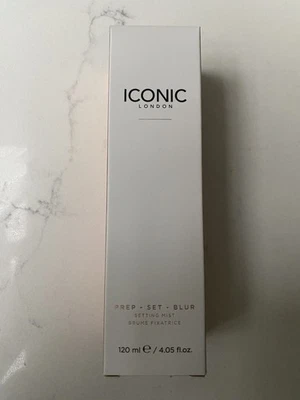 ICONIC
LONDON
PREP • SET • BLUR
SETTING MIST
BRUME FIXATRICE
120 ml ℮ / 4.05 fl.oz.